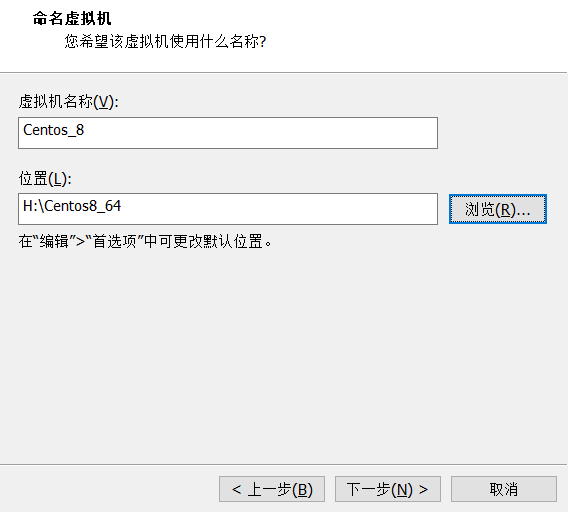 命名虚拟机
您希望该虚拟机使用什么名称?
虚拟机名称(V):
Centos_8
位置(L):
H:\Centos8_64
浏览(R)...
在“编辑”>“首选项”中可更改默认位置。
< 上一步(B)
下一步(N) >
取消